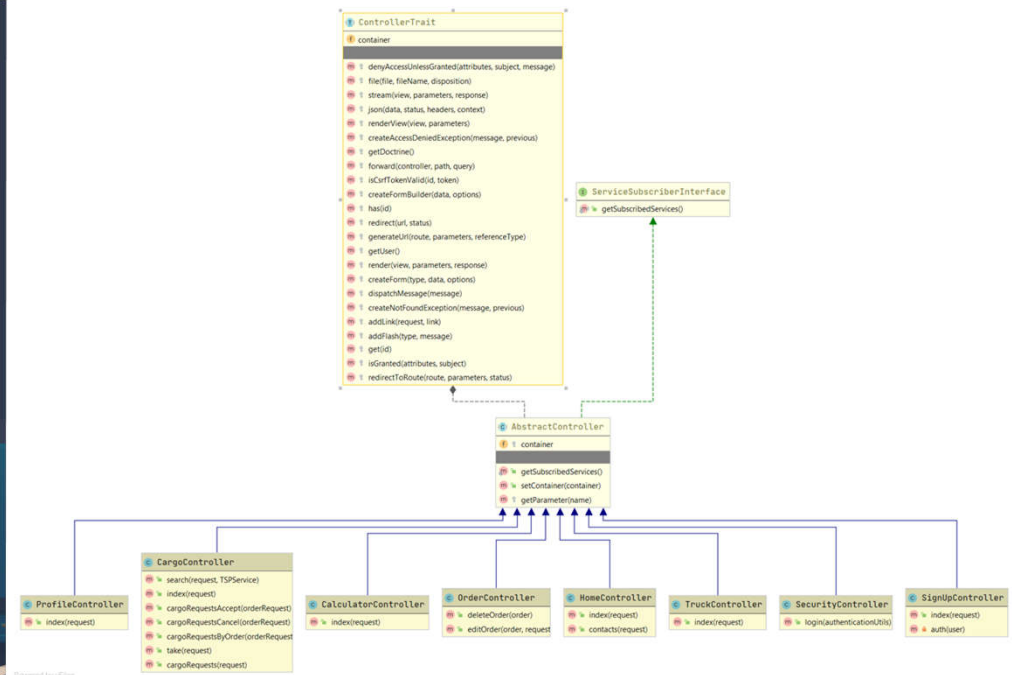 ControllerTrait
container
denyAccessUnlessGranted(attributes, subject, message)
file(file, fileName, disposition)
stream(view, parameters, response)
json(data, status, headers, context)
renderView(view, parameters)
createAccessDeniedException(message, previous)
getDoctrine()
forward(controller, path, query)
isCsrfTokenValid(id, token)
createFormBuilder(data, options)
has(id)
redirect(url, status)
generateUrl(route, parameters, referenceType)
getUser()
render(view, parameters, response)
createForm(type, data, options)
dispatchMessage(message)
createNotFoundException(message, previous)
addLink(request, link)
addFlash(type, message)
get(id)
isGranted(attributes, subject)
redirectToRoute(route, parameters, status)
ServiceSubscriberInterface
getSubscribedServices()
AbstractController
container
getSubscribedServices()
setContainer(container)
getParameter(name)
ProfileController
index(request)
CargoController
search(request, TSPService)
index(request)
cargoRequestsAccept(orderRequest)
cargoRequestsCancel(orderRequest)
cargoRequestsByOrder(orderRequest
take(request)
cargoRequests(request)
CalculatorController
index(request)
OrderController
deleteOrder(order)
editOrder(order, request
HomeController
index(request)
contacts(request)
TruckController
index(request)
SecurityController
login(authenticationUtils)
SignUpController
index(request)
auth(user)